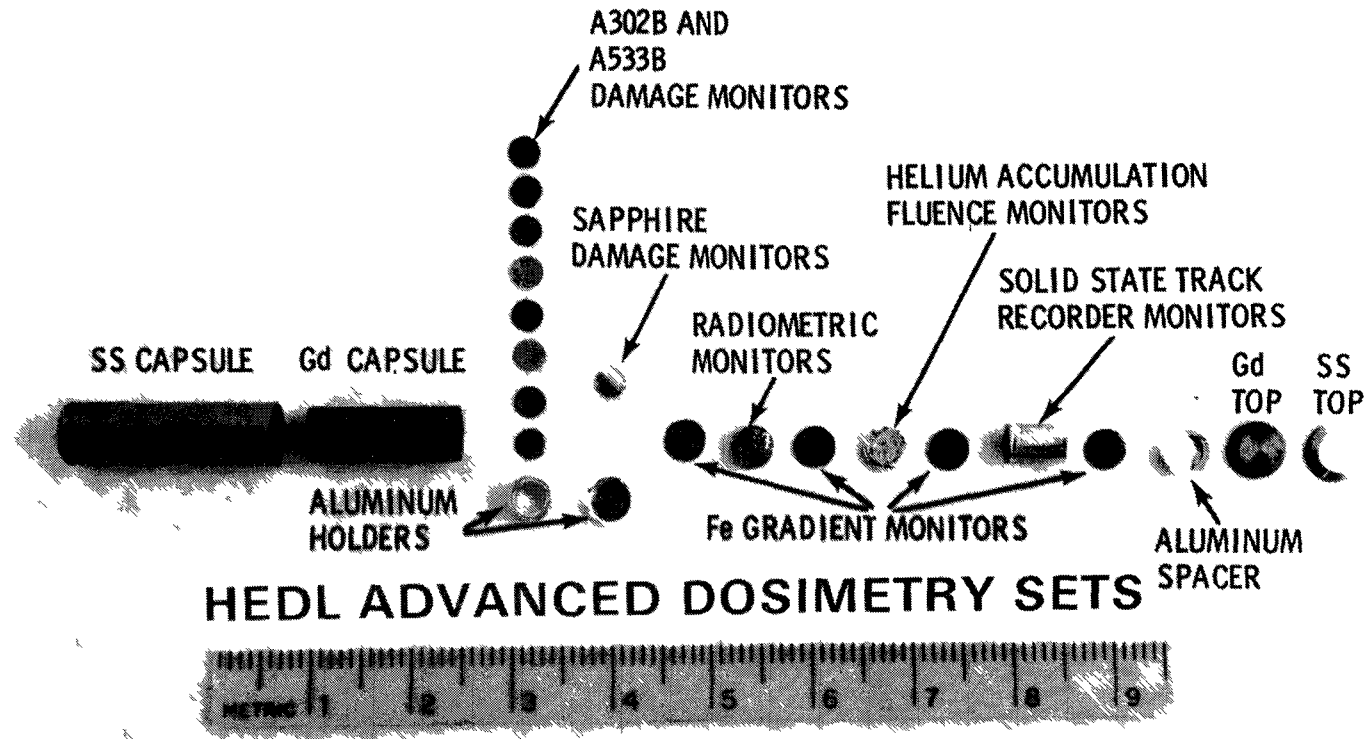 A302B AND
A533B
DAMAGE MONITORS
HELIUM ACCUMULATION
FLUENCE MONITORS
SAPPHIRE
DAMAGE MONITORS
SOLID STATE TRACK
RECORDER MONITORS
RADIOMETRIC
MONITORS
SS CAPSULE
Gd CAPSULE
Gd
TOP
SS
TOP
ALUMINUM
HOLDERS
Fe GRADIENT MONITORS
ALUMINUM
SPACER
HEDL ADVANCED DOSIMETRY SETS
METRIC 1 2 3 4 5 6 7 8 9